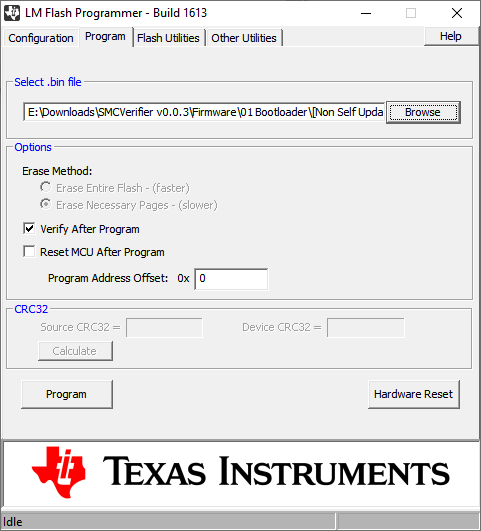 LM Flash Programmer - Build 1613
Configuration Program Flash Utilities Other Utilities Help
Select .bin file
E:\Downloads\SMCVerifier v0.0.3\Firmware\01 Bootloader\[Non Self Upda Browse
Options
Erase Method:
Erase Entire Flash - (faster)
Erase Necessary Pages - (slower)
Verify After Program
Reset MCU After Program
Program Address Offset: 0x 0
CRC32
Source CRC32 = Device CRC32 =
Calculate
Program Hardware Reset
TEXAS INSTRUMENTS
Idle